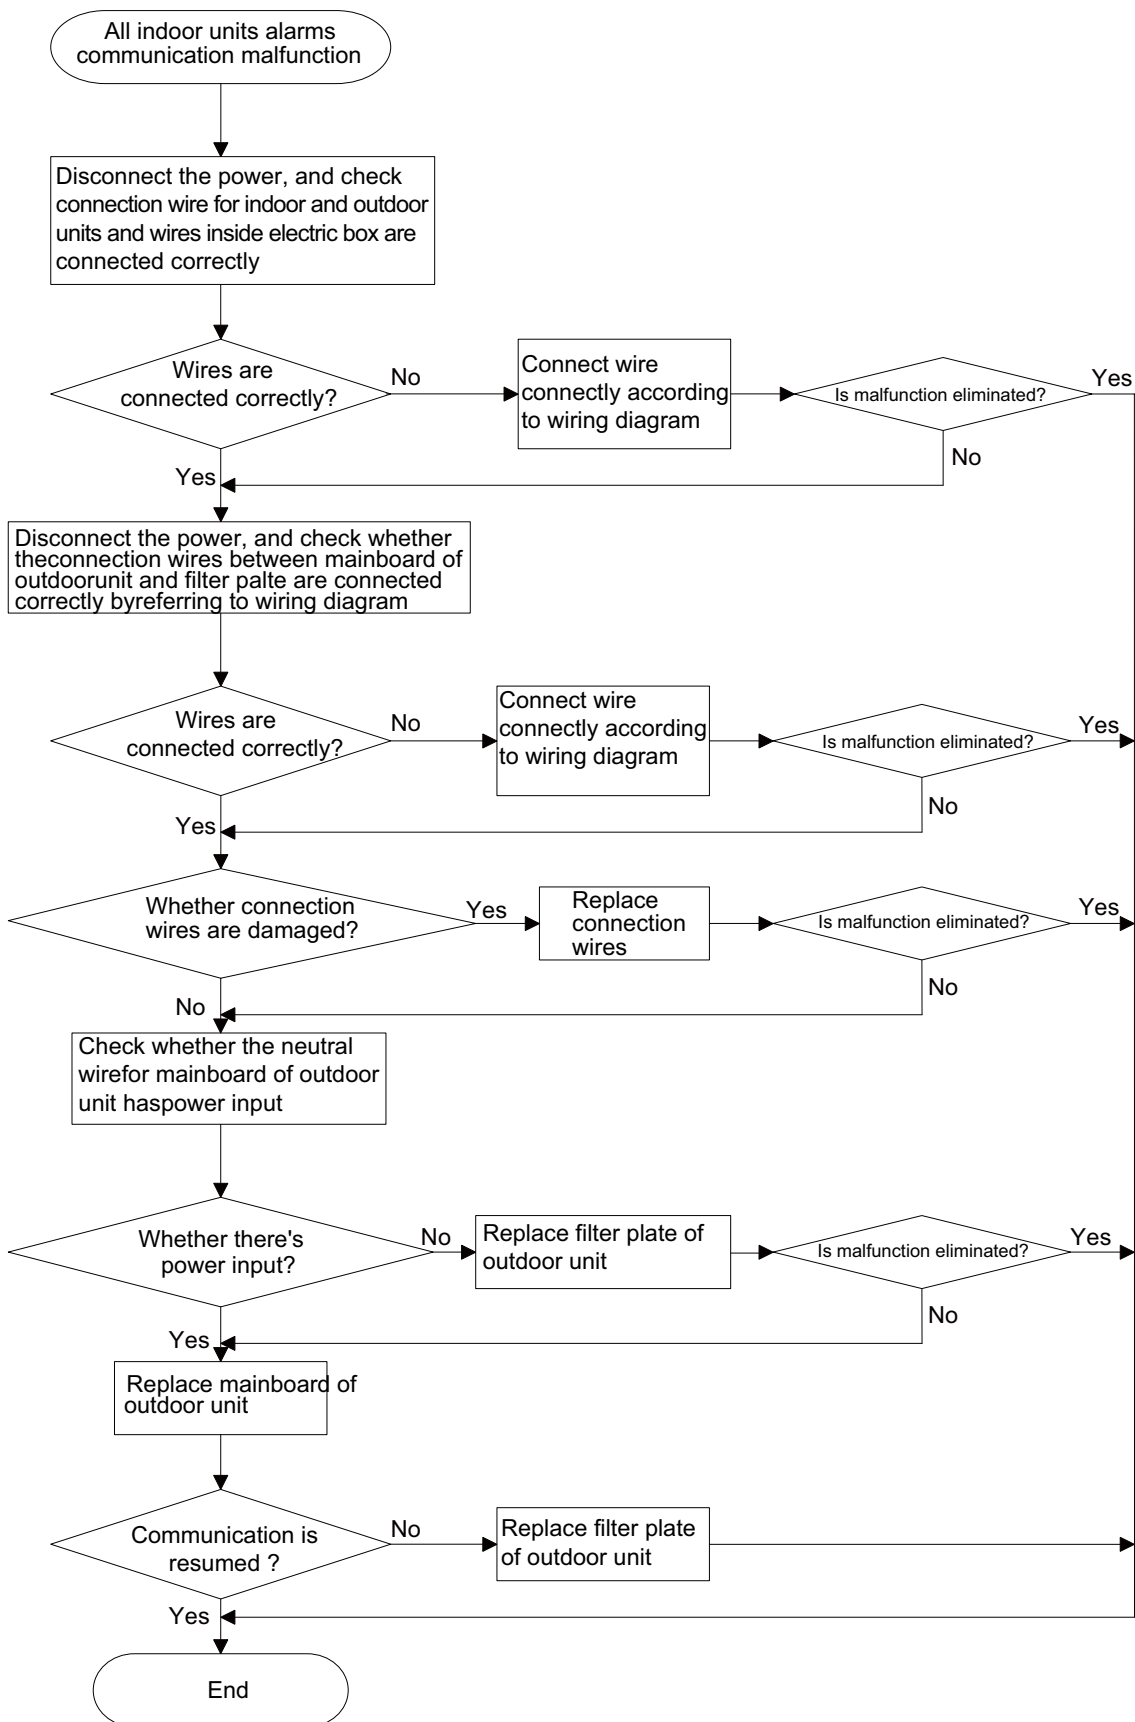 All indoor units alarms
communication malfunction
Disconnect the power, and check
connection wire for indoor and outdoor
units and wires inside electric box are
connected correctly
Wires are
connected correctly?
No
Connect wire
connectly according
to wiring diagram
Is malfunction eliminated?
Yes
No
Yes
Disconnect the power, and check whether
theconnection wires between mainboard of
outdoorunit and filter palte are connected
correctly byreferring to wiring diagram
Wires are
connected correctly?
No
Connect wire
connectly according
to wiring diagram
Is malfunction eliminated?
Yes
No
Yes
Whether connection
wires are damaged?
Yes
Replace
connection
wires
Is malfunction eliminated?
Yes
No
No
Check whether the neutral
wirefor mainboard of outdoor
unit haspower input
Whether there's
power input?
No
Replace filter plate of
outdoor unit
Is malfunction eliminated?
Yes
No
Yes
Replace mainboard of
outdoor unit
Communication is
resumed ?
No
Replace filter plate
of outdoor unit
Yes
End